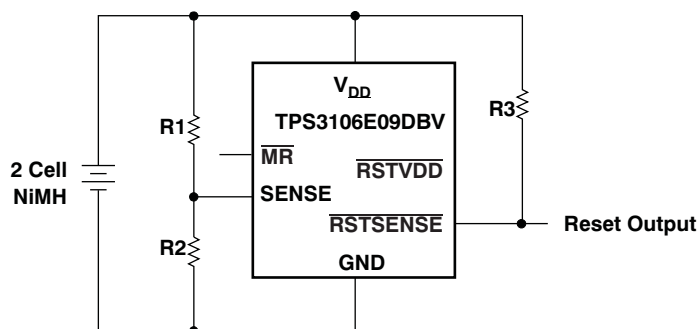 V_DD
TPS3106E09DBV
R3
R1
MR
RSTVDD
2 Cell
NiMH
SENSE
RSTSENSE
Reset Output
R2
GND